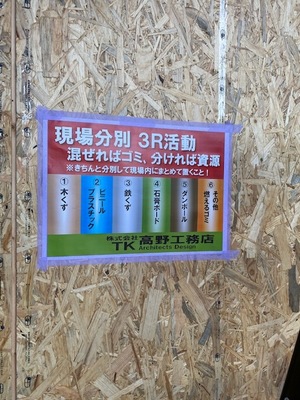 現場分別 3R活動
混ぜればゴミ、分ければ資源
※きちんと分別して現場内にまとめて置くこと！
①木くず
②ビニール
プラスチック
③鉄くず
④石膏ボード
⑤ダンボール
⑥その他
燃えるゴミ
株式会社
TK 高野工務店
Architects Design